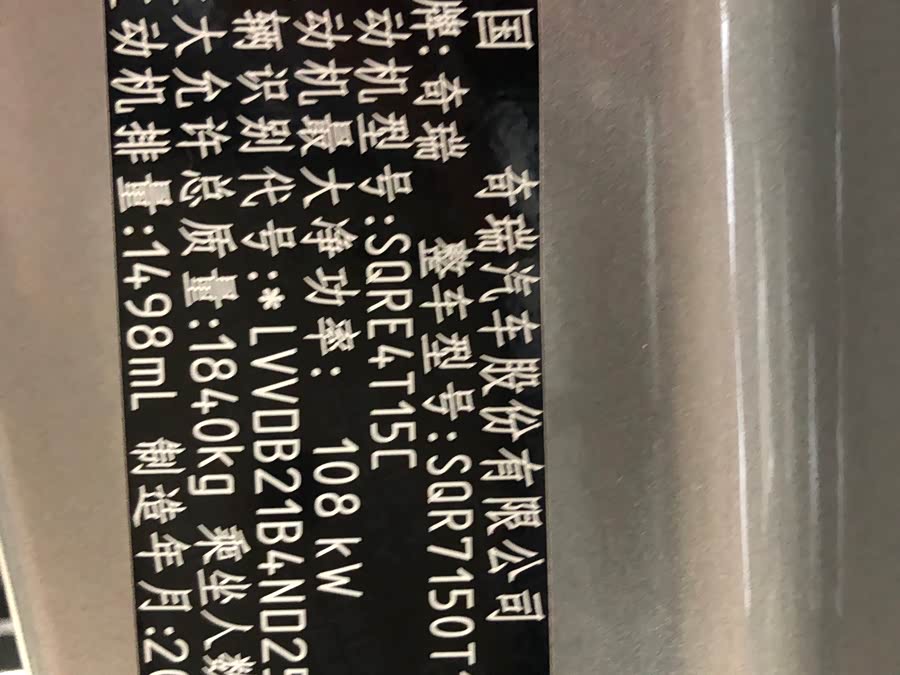 国 奇瑞汽车股份有限公司
牌:奇瑞 整车型号:SQR7150T
动机型号:SQRE4T15C
动机最大净功率: 108 kW
辆识别代号:*LVVDB21B4ND25
大允许总质量:1840kg 乘坐人数
动机排量:1498mL 制造年月:20